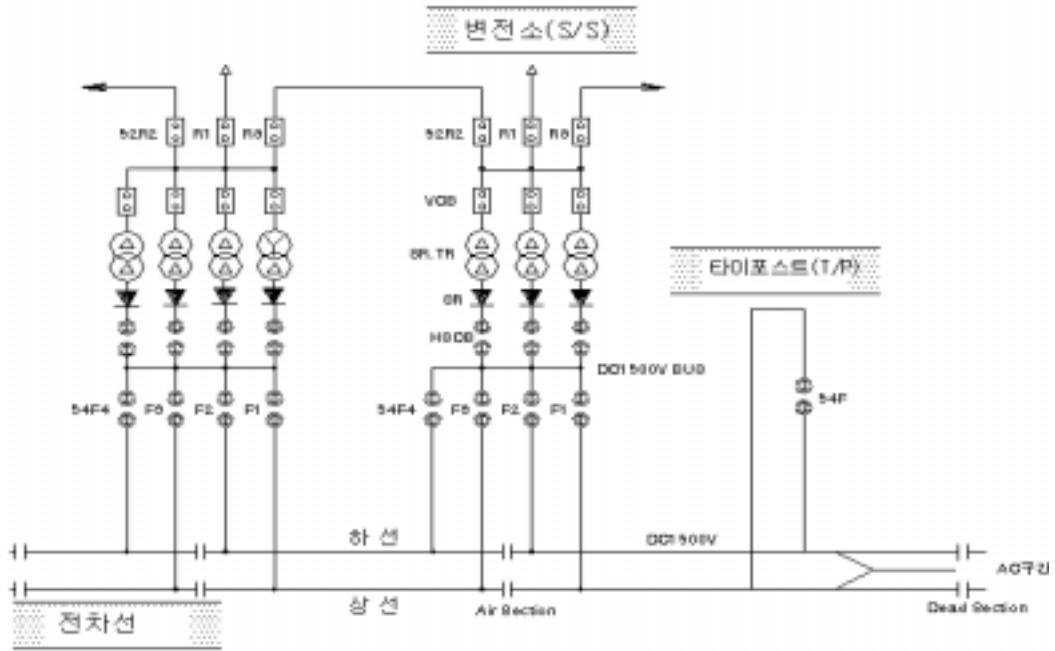 변전소(S/S)
52R2 R1 R3
52R2 R1 R3
VCB
SR.TR
타이포스트(T/P)
SR
HSCB
DC1500V BUS
54F4 F3 F2 F1
54F4 F3 F2 F1
54F
하 선
DC1500V
AC구간
상 선
Air Section
Dead Section
전차선